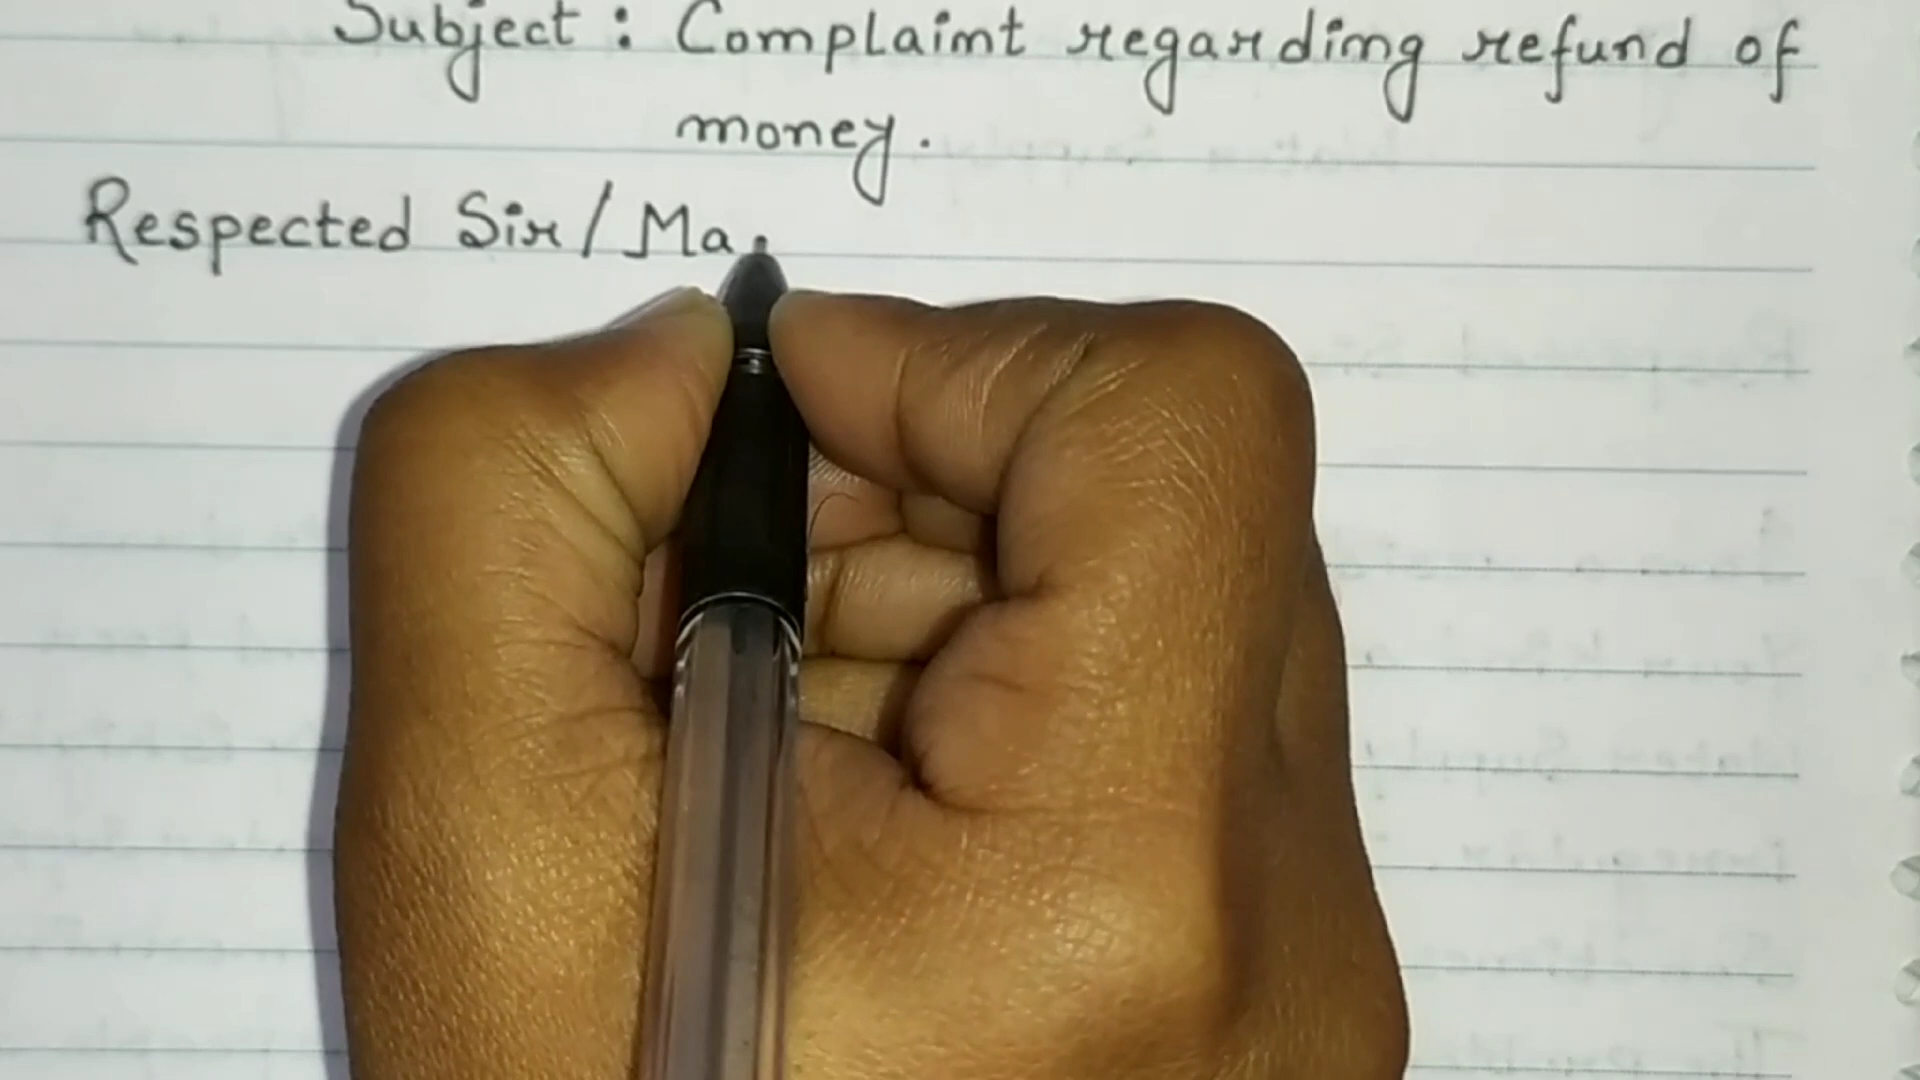 Subject : Complaint regarding refund of
money.
Respected Sir/Ma